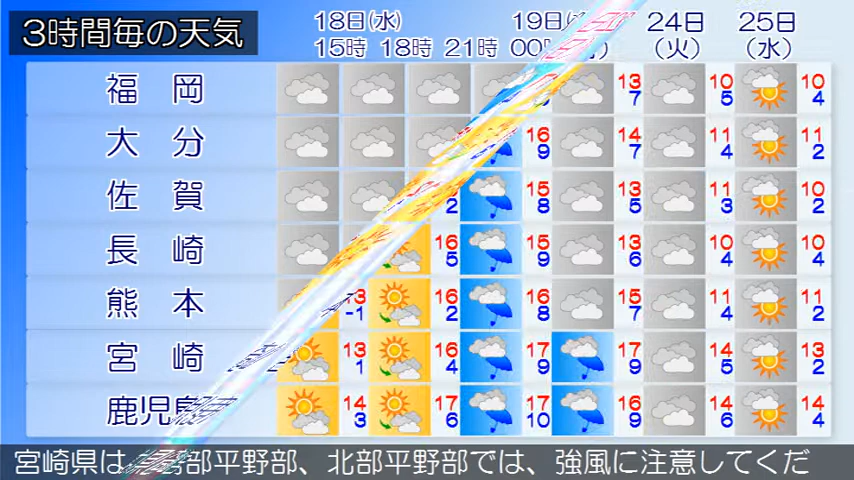 3時間毎の天気
18日(水) 19日 24日 25日
15時 18時 21時 00 (火) (水)
福岡 13 7 10 5 10 4
大分 16 9 14 7 11 4 11 2
佐賀 2 15 8 13 5 11 3 10 2
長崎 16 5 15 9 13 6 10 4 10 4
熊本 -1 16 2 16 8 15 7 11 4 11 2
宮崎 13 1 16 4 17 9 17 9 14 5 13 2
鹿児 14 3 17 6 17 10 16 9 14 6 14 4
宮崎県は 部平野部、北部平野部では、強風に注意してくだ